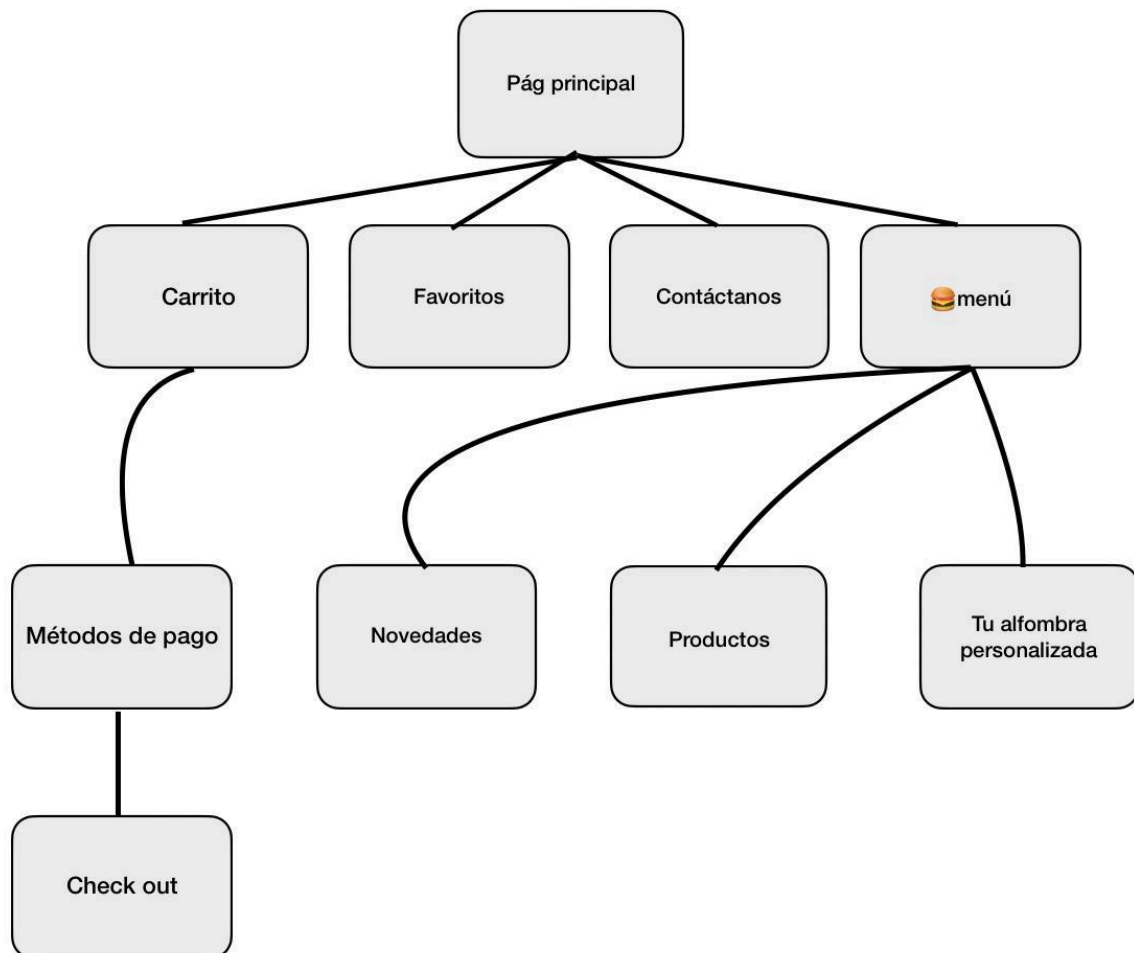 Pág principal
Carrito
Favoritos
Contáctanos
🍔menú
Métodos de pago
Novedades
Productos
Tu alfombra
personalizada
Check out